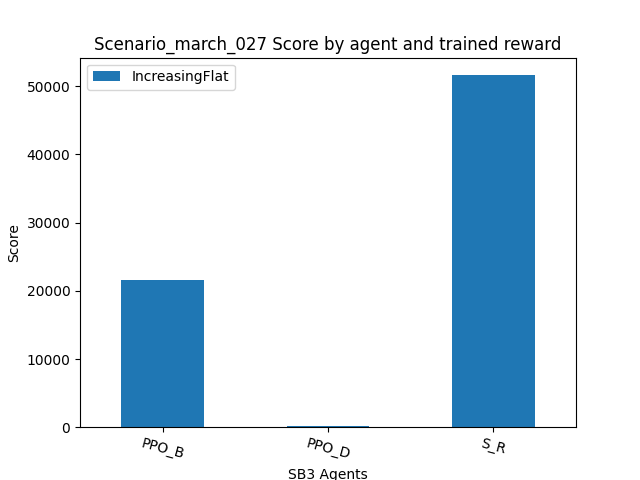 Scenario_march_027 Score by agent and trained reward
IncreasingFlat
50000
40000
30000
20000
10000
0
Score
PPO_B
PPO_D
S_R
SB3 Agents